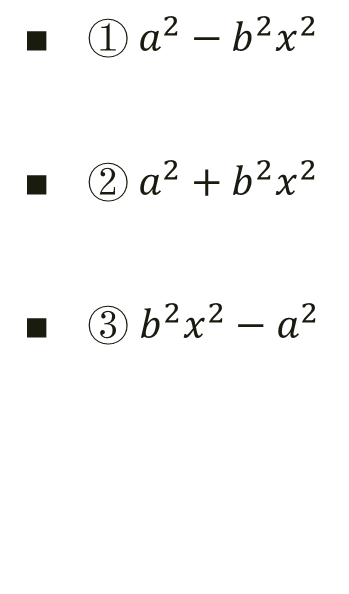 ■ ① a² − b²x²
■ ② a² + b²x²
■ ③ b²x² − a²